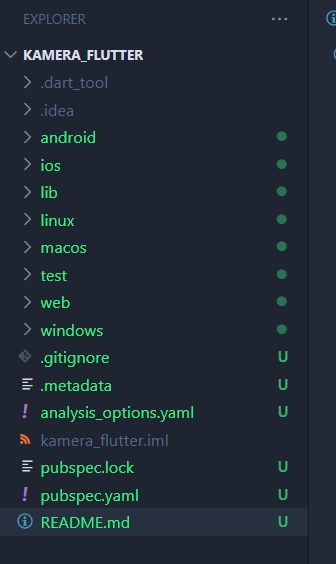 EXPLORER ...
KAMERA_FLUTTER
.dart_tool
.idea
android
ios
lib
linux
macos
test
web
windows
.gitignore U
.metadata U
! analysis_options.yaml U
kamera_flutter.iml
pubspec.lock U
! pubspec.yaml U
README.md U